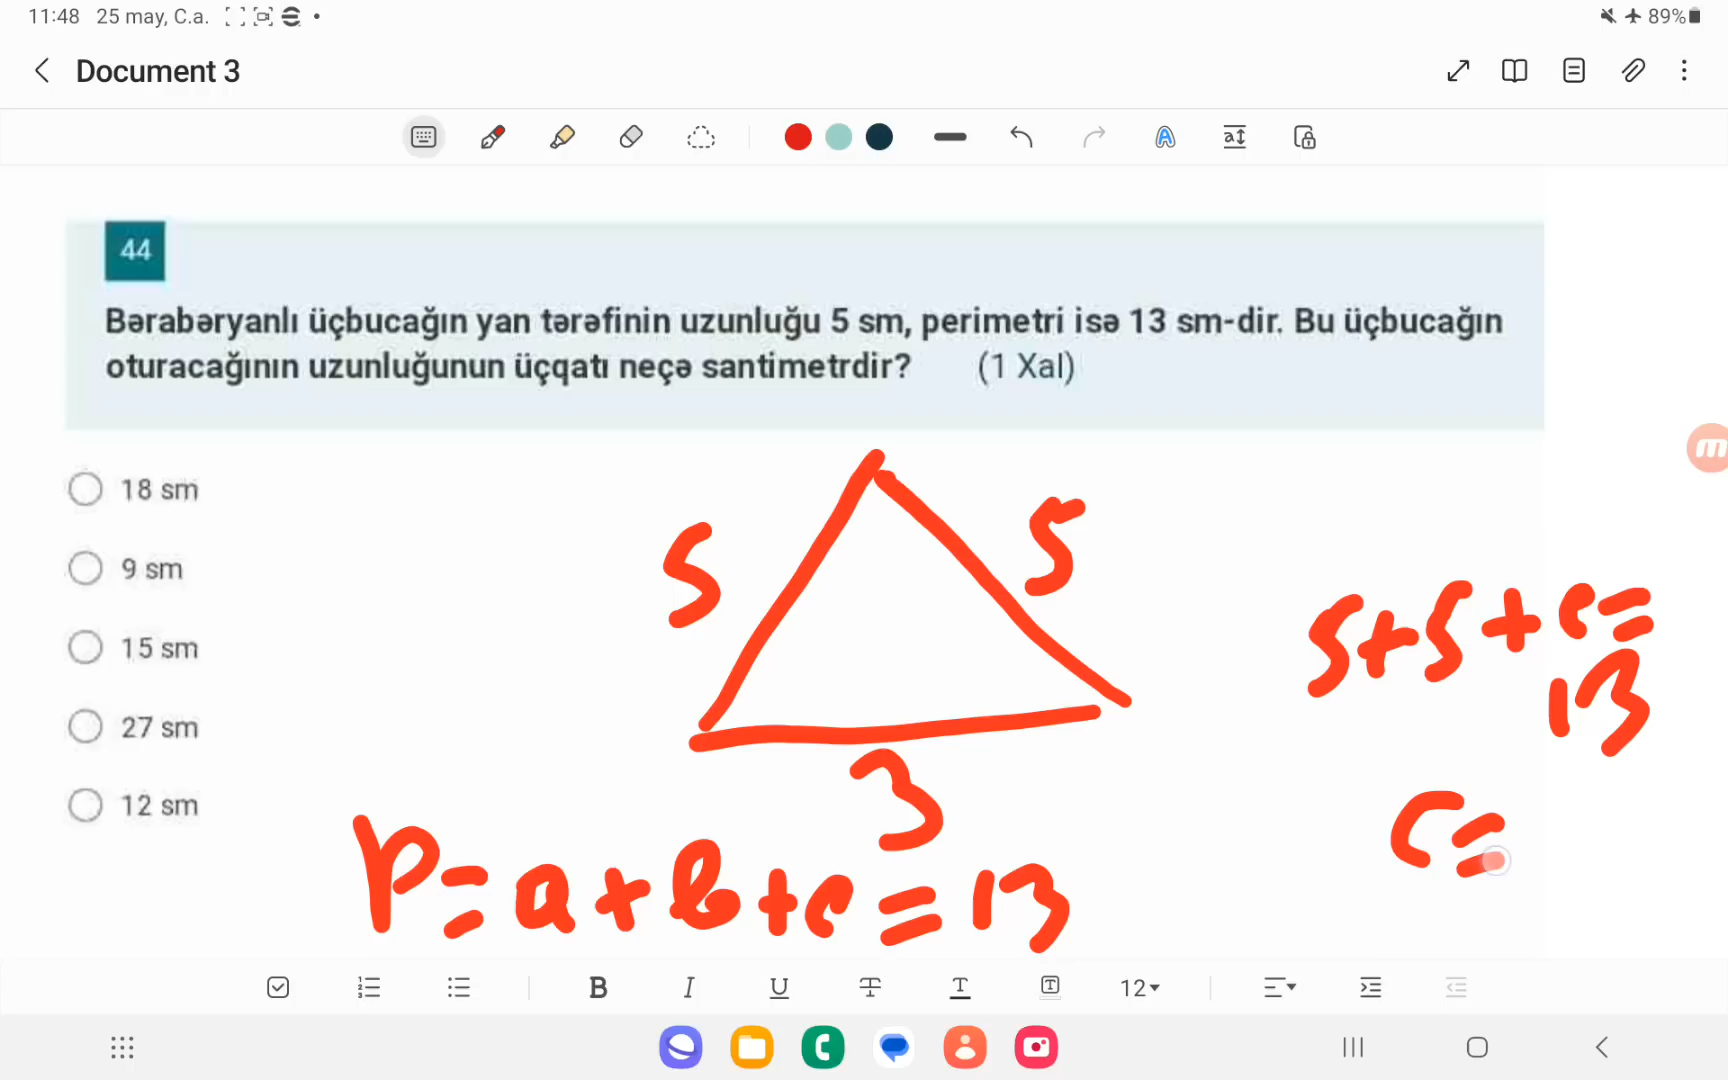 11:48 25 may, C.a. 89%
Document 3
44
Bərabəryanlı üçbucağın yan tərəfinin uzunluğu 5 sm, perimetri isə 13 sm-dir. Bu üçbucağın
oturacağının uzunluğunun üçqatı neçə santimetrdir? (1 Xal)
18 sm
9 sm
15 sm
27 sm
12 sm
5
5
3
5+5+c=
13
c=
P=a+b+c=13
B I U T T T 12